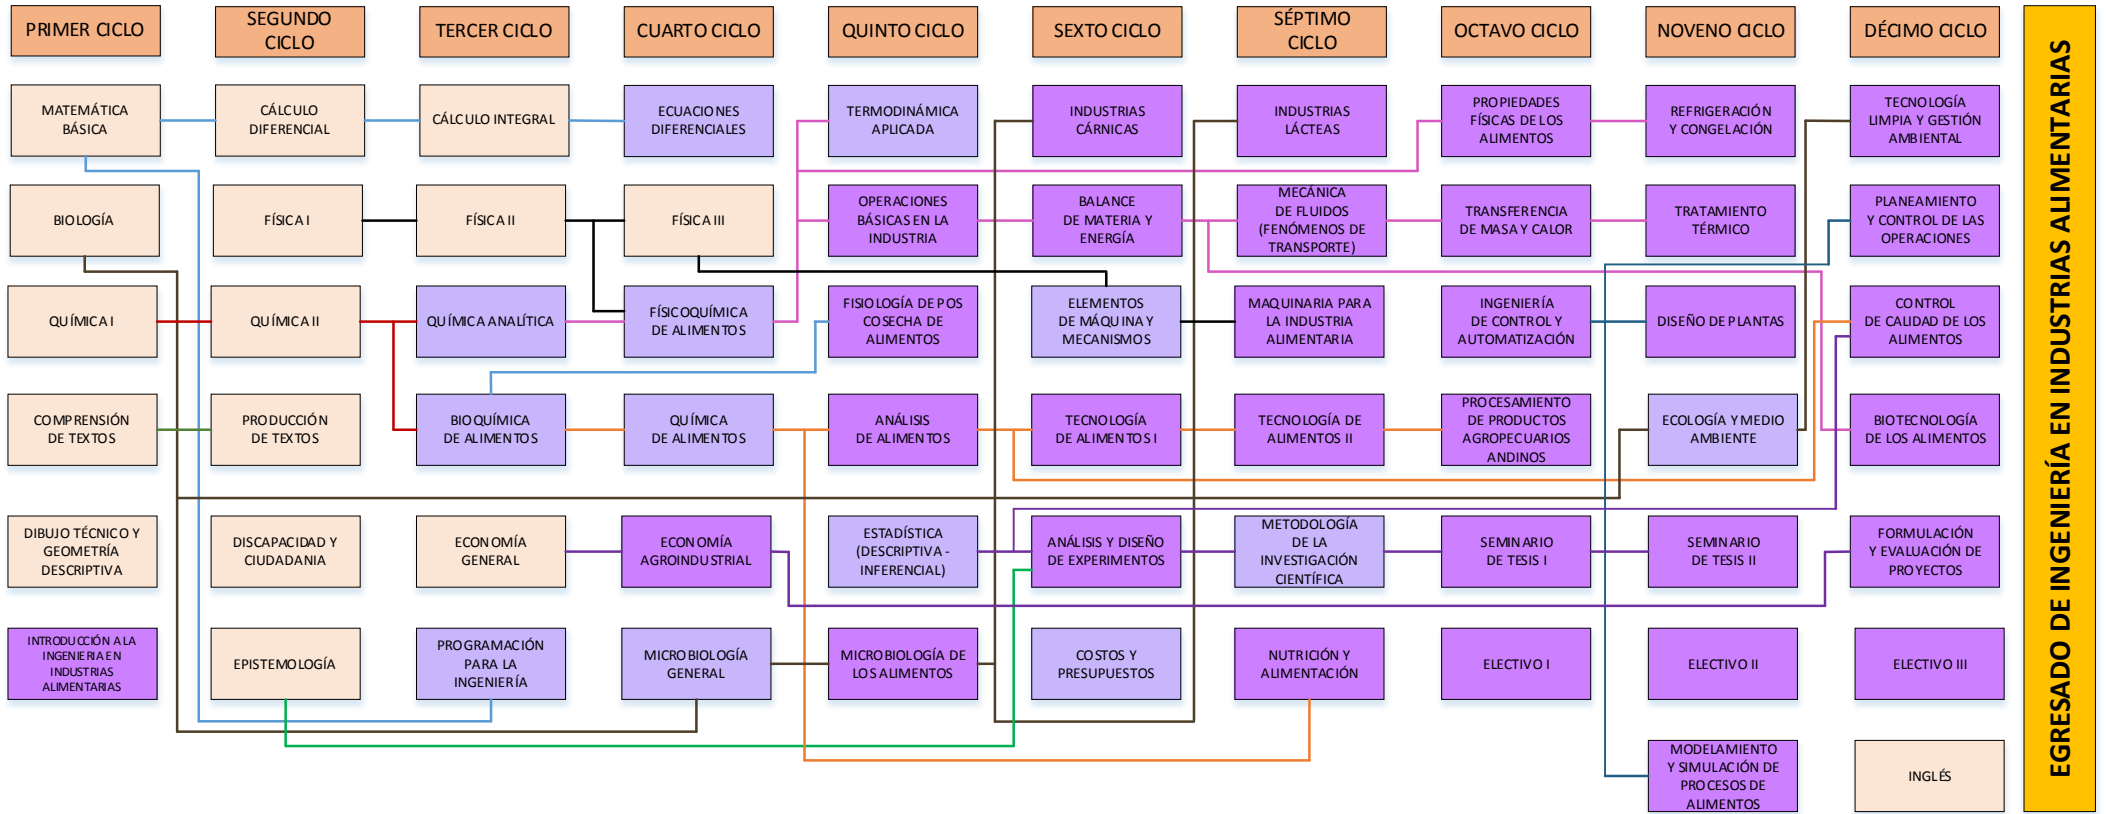 PRIMER CICLO
SEGUNDO
CICLO
TERCER CICLO
CUARTO CICLO
QUINTO CICLO
SEXTO CICLO
SÉPTIMO
CICLO
OCTAVO CICLO
NOVENO CICLO
DÉCIMO CICLO
MATEMÁTICA
BÁSICA
CÁLCULO
DIFERENCIAL
CÁLCULO INTEGRAL
ECUACIONES
DIFERENCIALES
TERMODINÁMICA
APLICADA
INDUSTRIAS
CÁRNICAS
INDUSTRIAS
LÁCTEAS
PROPIEDADES
FÍSICAS DE LOS
ALIMENTOS
REFRIGERACIÓN
Y CONGELACIÓN
TECNOLOGÍA
LIMPIA Y GESTIÓN
AMBIENTAL
BIOLOGÍA
FÍSICA I
FÍSICA II
FÍSICA III
OPERACIONES
BÁSICAS EN LA
INDUSTRIA
BALANCE
DE MATERIA Y
ENERGÍA
MECÁNICA
DE FLUIDOS
(FENÓMENOS DE
TRANSPORTE)
TRANSFERENCIA
DE MASA Y CALOR
TRATAMIENTO
TÉRMICO
PLANEAMIENTO
Y CONTROL DE LAS
OPERACIONES
QUÍMICA I
QUÍMICA II
QUÍMICA ANALÍTICA
FÍSICOQUÍMICA
DE ALIMENTOS
FISIOLOGÍA DE POS
COSECHA DE
ALIMENTOS
ELEMENTOS
DE MÁQUINA Y
MECANISMOS
MAQUINARIA PARA
LA INDUSTRIA
ALIMENTARIA
INGENIERÍA
DE CONTROL Y
AUTOMATIZACIÓN
DISEÑO DE PLANTAS
CONTROL
DE CALIDAD DE LOS
ALIMENTOS
COMPRENSIÓN
DE TEXTOS
PRODUCCIÓN
DE TEXTOS
BIOQUÍMICA
DE ALIMENTOS
QUÍMICA
DE ALIMENTOS
ANÁLISIS
DE ALIMENTOS
TECNOLOGÍA
DE ALIMENTOS I
TECNOLOGÍA DE
ALIMENTOS II
PROCESAMIENTO
DE PRODUCTOS
AGROPECUARIOS
ANDINOS
ECOLOGÍA Y MEDIO
AMBIENTE
BIOTECNOLOGÍA
DE LOS ALIMENTOS
DIBUJO TÉCNICO Y
GEOMETRÍA
DESCRIPTIVA
DISCAPACIDAD Y
CIUDADANIA
ECONOMÍA
GENERAL
ECONOMÍA
AGROINDUSTRIAL
ESTADÍSTICA
(DESCRIPTIVA -
INFERENCIAL)
ANÁLISIS Y DISEÑO
DE EXPERIMENTOS
METODOLOGÍA
DE LA
INVESTIGACIÓN
CIENTÍFICA
SEMINARIO
DE TESIS I
SEMINARIO
DE TESIS II
FORMULACIÓN
Y EVALUACIÓN DE
PROYECTOS
INTRODUCCIÓN A LA
INGENIERIA EN
INDUSTRIAS
ALIMENTARIAS
EPISTEMOLOGÍA
PROGRAMACIÓN
PARA LA
INGENIERÍA
MICROBIOLOGÍA
GENERAL
MICROBIOLOGÍA DE
LOS ALIMENTOS
COSTOS Y
PRESUPUESTOS
NUTRICIÓN Y
ALIMENTACIÓN
ELECTIVO I
ELECTIVO II
ELECTIVO III
MODELAMIENTO
Y SIMULACIÓN DE
PROCESOS DE
ALIMENTOS
INGLÉS
EGRESADO DE INGENIERÍA EN INDUSTRIAS ALIMENTARIAS